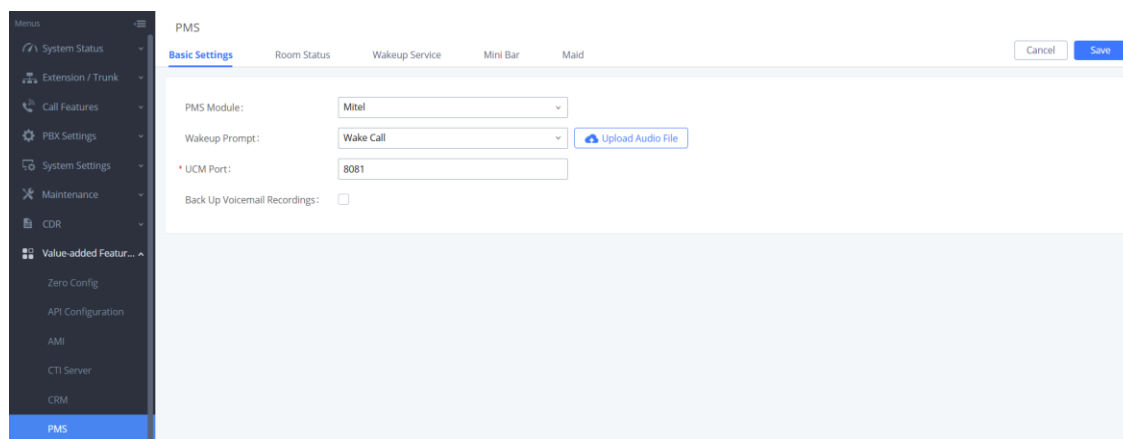 Menus
System Status
Extension / Trunk
Call Features
PBX Settings
System Settings
Maintenance
CDR
Value-added Featur...
Zero Config
API Configuration
AMI
CTI Server
CRM
PMS
PMS
Basic Settings Room Status Wakeup Service Mini Bar Maid Cancel Save
PMS Module: Mitel
Wakeup Prompt: Wake Call Upload Audio File
* UCM Port: 8081
Back Up Voicemail Recordings: